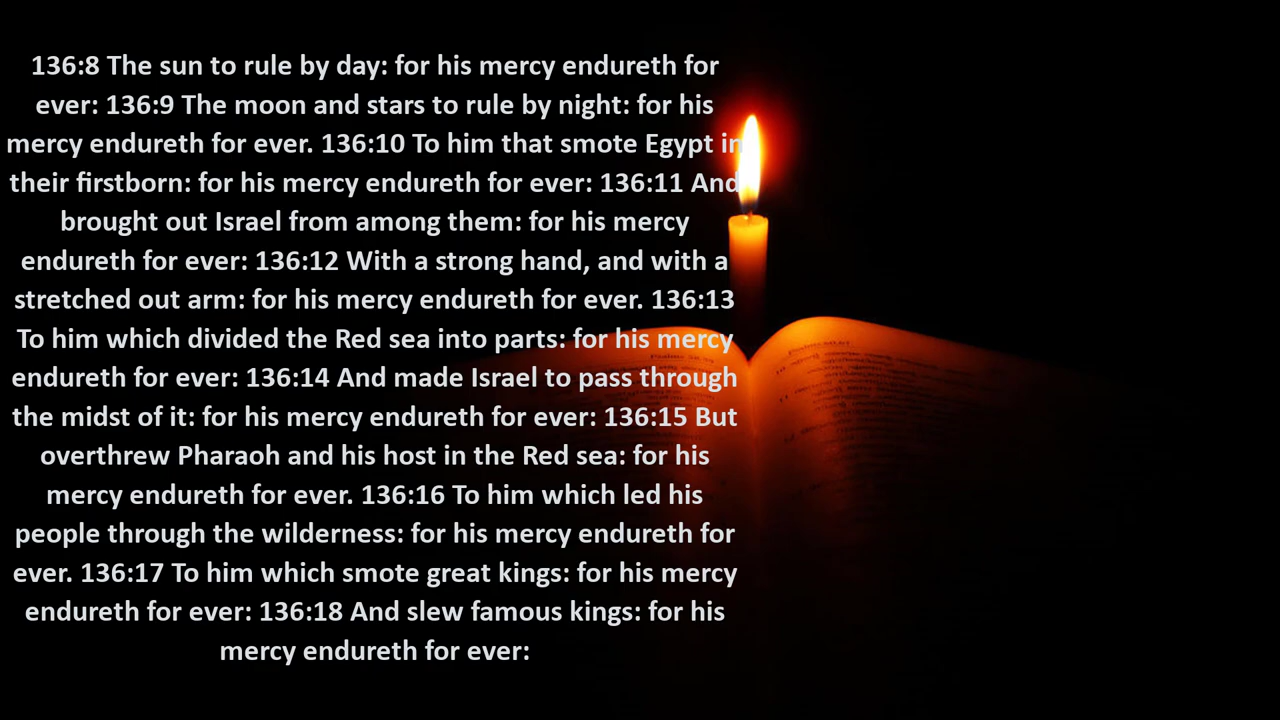 136:8 The sun to rule by day: for his mercy endureth for
ever: 136:9 The moon and stars to rule by night: for his
mercy endureth for ever. 136:10 To him that smote Egypt in
their firstborn: for his mercy endureth for ever: 136:11 And
brought out Israel from among them: for his mercy
endureth for ever: 136:12 With a strong hand, and with a
stretched out arm: for his mercy endureth for ever. 136:13
To him which divided the Red sea into parts: for his mercy
endureth for ever: 136:14 And made Israel to pass through
the midst of it: for his mercy endureth for ever: 136:15 But
overthrew Pharaoh and his host in the Red sea: for his
mercy endureth for ever. 136:16 To him which led his
people through the wilderness: for his mercy endureth for
ever. 136:17 To him which smote great kings: for his mercy
endureth for ever: 136:18 And slew famous kings: for his
mercy endureth for ever: